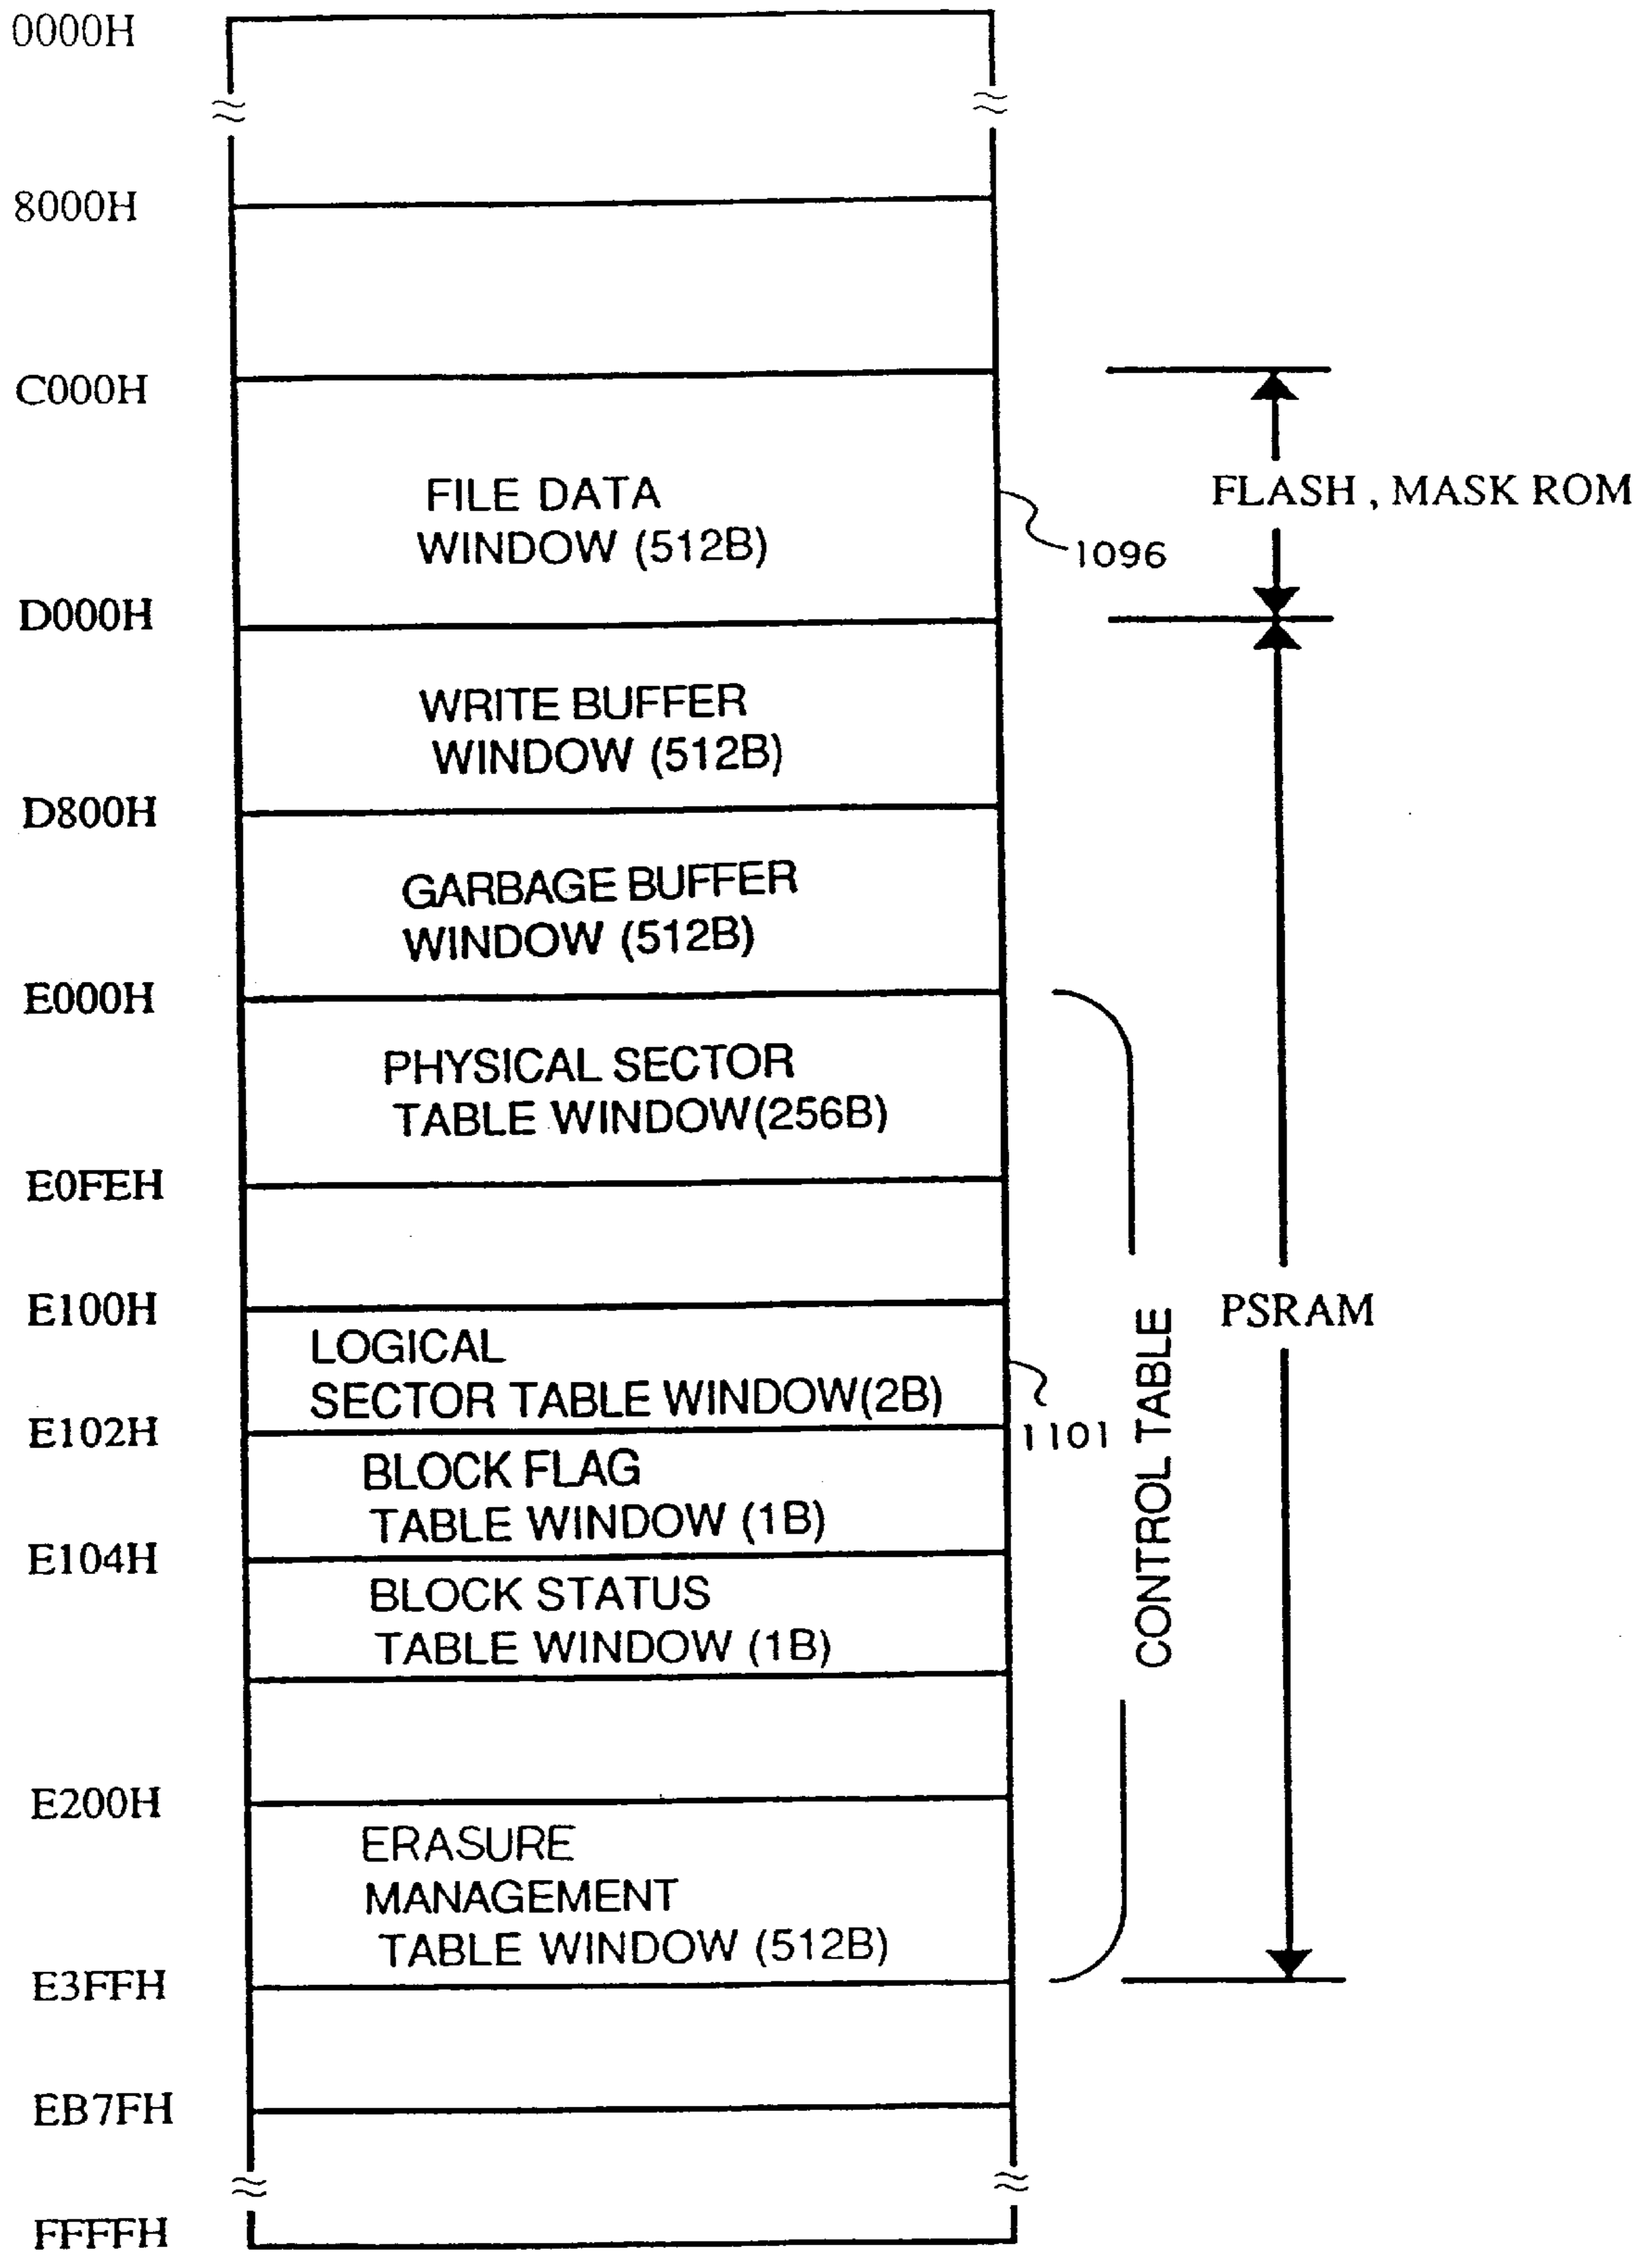 0000H
8000H
C000H
FILE DATA
WINDOW (512B)
FLASH , MASK ROM
1096
D000H
WRITE BUFFER
WINDOW (512B)
D800H
GARBAGE BUFFER
WINDOW (512B)
E000H
PHYSICAL SECTOR
TABLE WINDOW(256B)
E0FEH
E100H
PSRAM
LOGICAL
SECTOR TABLE WINDOW(2B)
1101
CONTROL TABLE
E102H
BLOCK FLAG
TABLE WINDOW (1B)
E104H
BLOCK STATUS
TABLE WINDOW (1B)
E200H
ERASURE
MANAGEMENT
TABLE WINDOW (512B)
E3FFH
EB7FH
FFFFH